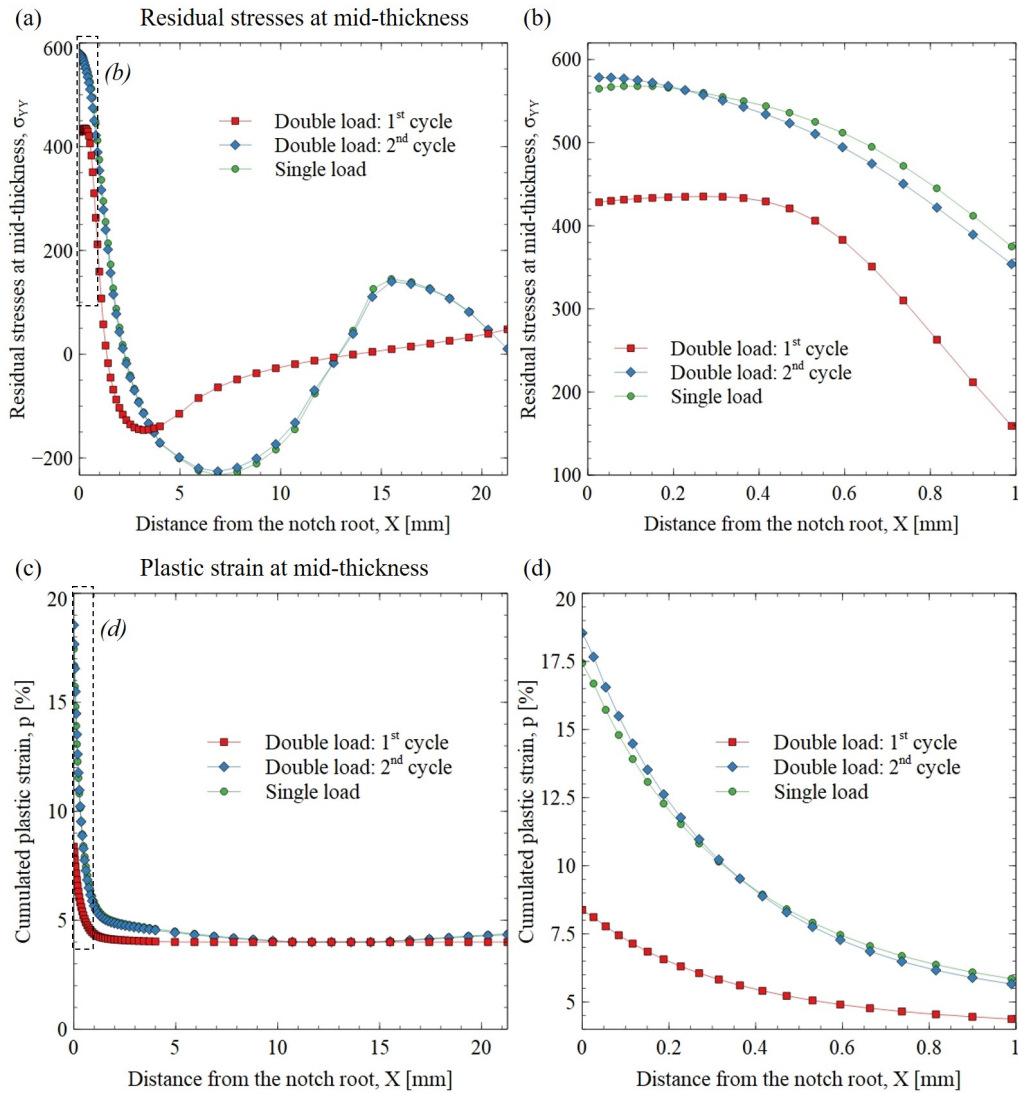 (a) Residual stresses at mid-thickness
Residual stresses at mid-thickness, σYY
600
400
200
0
−200
(b)
Double load: 1st cycle
Double load: 2nd cycle
Single load
0 5 10 15 20
Distance from the notch root, X [mm]
(b)
Residual stresses at mid-thickness, σYY
600
500
400
300
200
100
Double load: 1st cycle
Double load: 2nd cycle
Single load
0 0.2 0.4 0.6 0.8 1
Distance from the notch root, X [mm]
(c) Plastic strain at mid-thickness
Cumulated plastic strain, p [%]
20
15
10
5
0
(d)
Double load: 1st cycle
Double load: 2nd cycle
Single load
0 5 10 15 20
Distance from the notch root, X [mm]
(d)
Cumulated plastic strain, p [%]
20
17.5
15
12.5
10
7.5
5
Double load: 1st cycle
Double load: 2nd cycle
Single load
0 0.2 0.4 0.6 0.8 1
Distance from the notch root, X [mm]